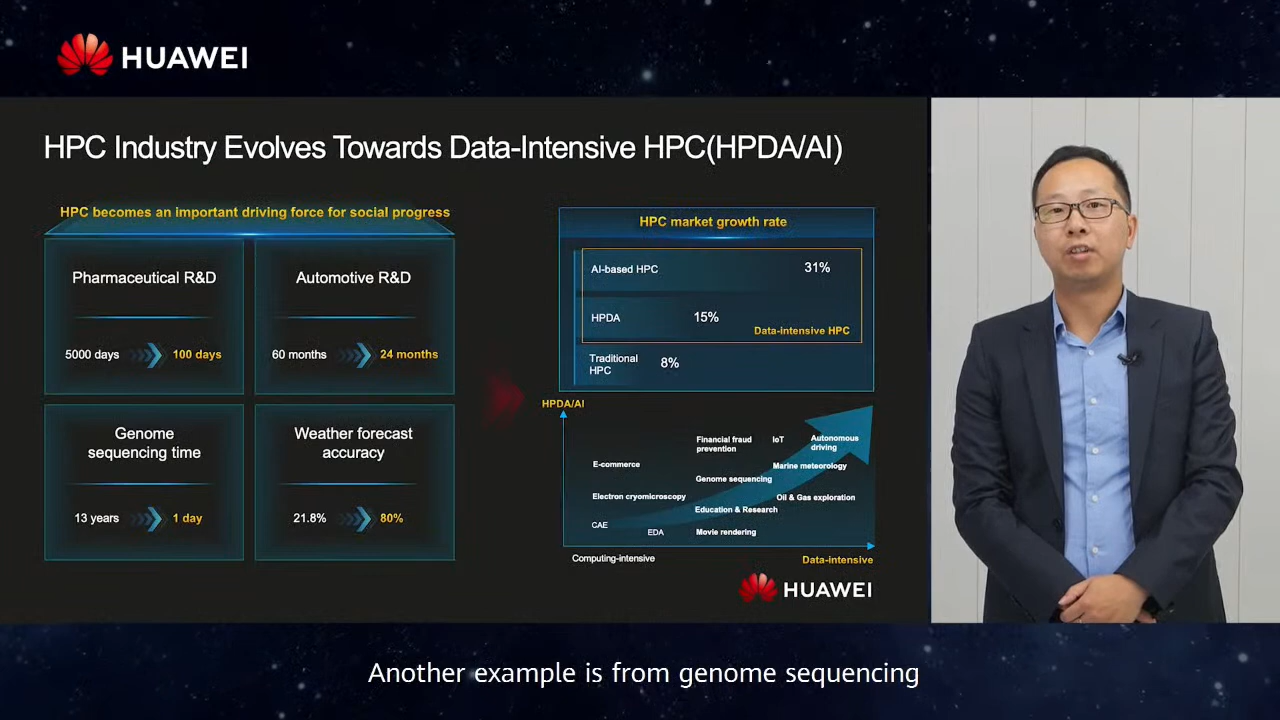 HUAWEI
HPC Industry Evolves Towards Data-Intensive HPC(HPDA/AI)
HPC becomes an important driving force for social progress
Pharmaceutical R&D
5000 days
100 days
Automotive R&D
60 months
24 months
Genome
sequencing time
13 years
1 day
Weather forecast
accuracy
21.8%
80%
HPC market growth rate
AI-based HPC
31%
HPDA
15%
Data-intensive HPC
Traditional
HPC
8%
HPDA/AI
Financial fraud
prevention
IoT
Autonomous
driving
E-commerce
Marine meteorology
Genome sequencing
Electron cryomicroscopy
Oil & Gas exploration
Education & Research
CAE
EDA
Movie rendering
Computing-intensive
Data-intensive
HUAWEI
Another example is from genome sequencing